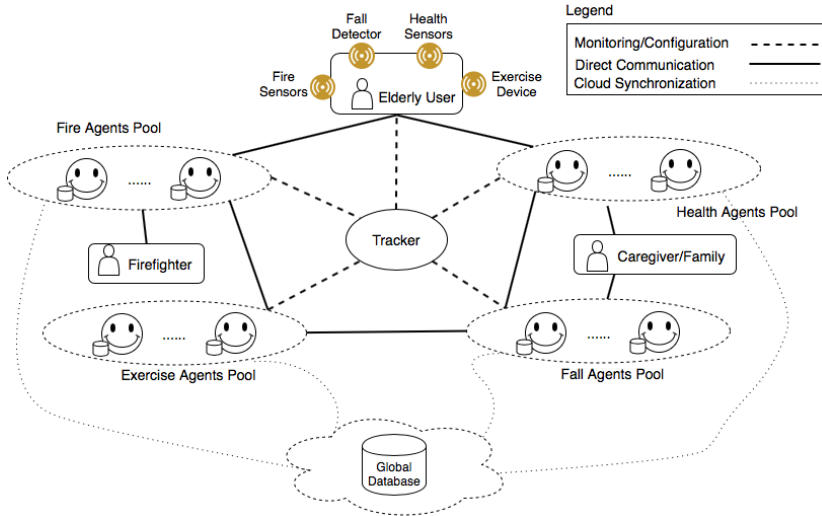 Legend
Monitoring/Configuration
Direct Communication
Cloud Synchronization
Fall
Detector
Health
Sensors
Fire
Sensors
Exercise
Device
Elderly User
Fire Agents Pool
......
......
Health Agents Pool
Tracker
Firefighter
Caregiver/Family
......
......
Exercise Agents Pool
Fall Agents Pool
Global
Database